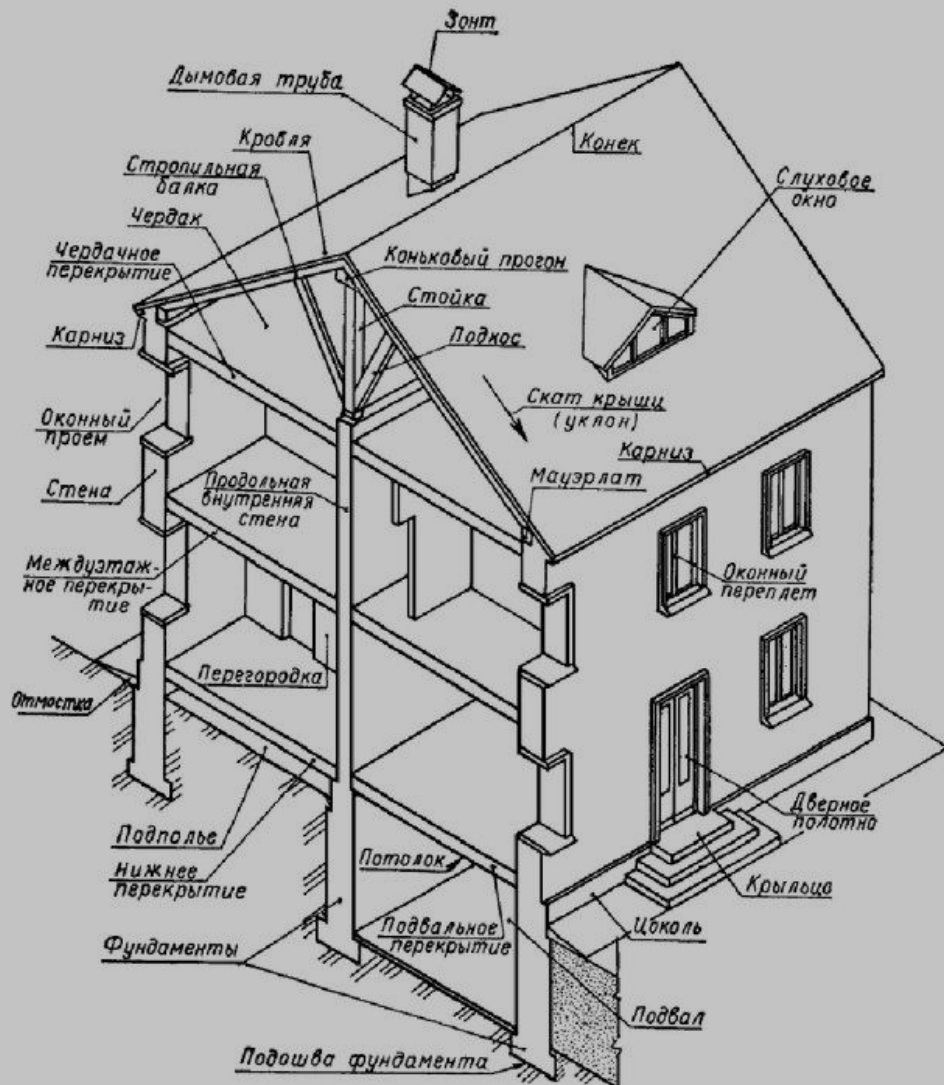 Зонт
Дымовая труба
Кровля
Конек
Стропильная
балка
Слуховое
окно
Чердак
Чердачное
перекрытие
Коньковый прогон
Стойка
Карниз
Подкос
Оконный
проем
Скат крыши
(уклон)
Карниз
Стена
Продольная
внутренняя
стена
Мауэрлат
Междуэтаж-
ное перекры-
тие
Оконный
переплет
Перегородка
Отмостка
Дверное
полотно
Подполье
Нижнее
перекрытие
Потолок
Крыльцо
Фундаменты
Подвальное
перекрытие
Цоколь
Подвал
Подошва фундамента